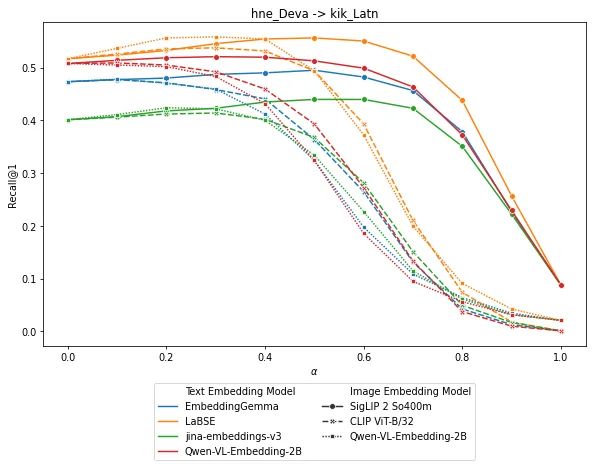 hne_Deva -> kik_Latn
Recall@1
0.5
0.4
0.3
0.2
0.1
0.0
0.0 0.2 0.4 0.6 0.8 1.0
α
Text Embedding Model
EmbeddingGemma
LaBSE
jina-embeddings-v3
Qwen-VL-Embedding-2B
Image Embedding Model
SigLIP 2 So400m
CLIP ViT-B/32
Qwen-VL-Embedding-2B